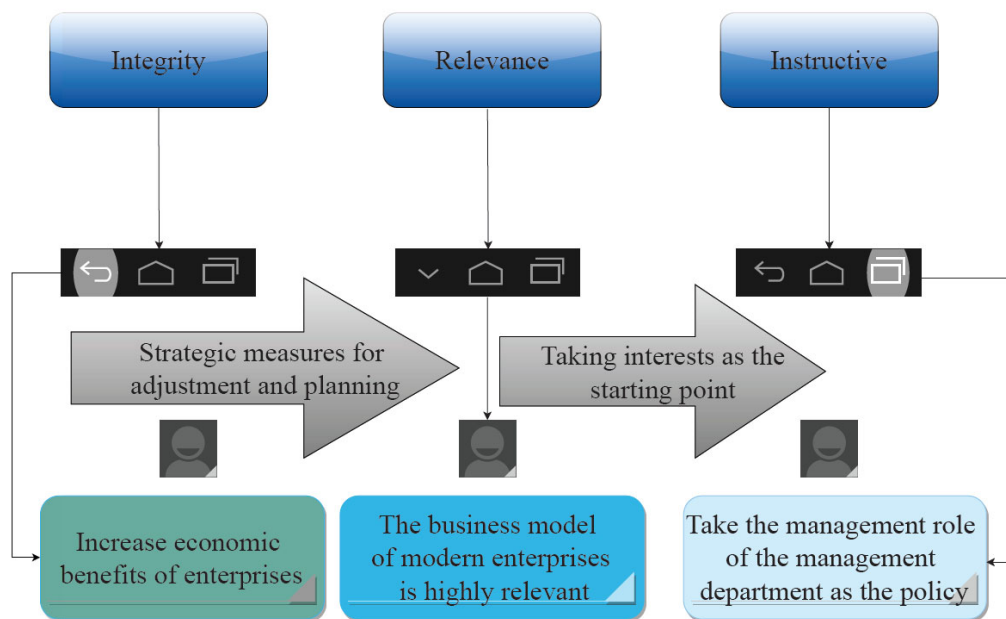 Integrity
Relevance
Instructive
Strategic measures for
adjustment and planning
Taking interests as the
starting point
Increase economic
benefits of enterprises
The business model
of modern enterprises
is highly relevant
Take the management role
of the management
department as the policy